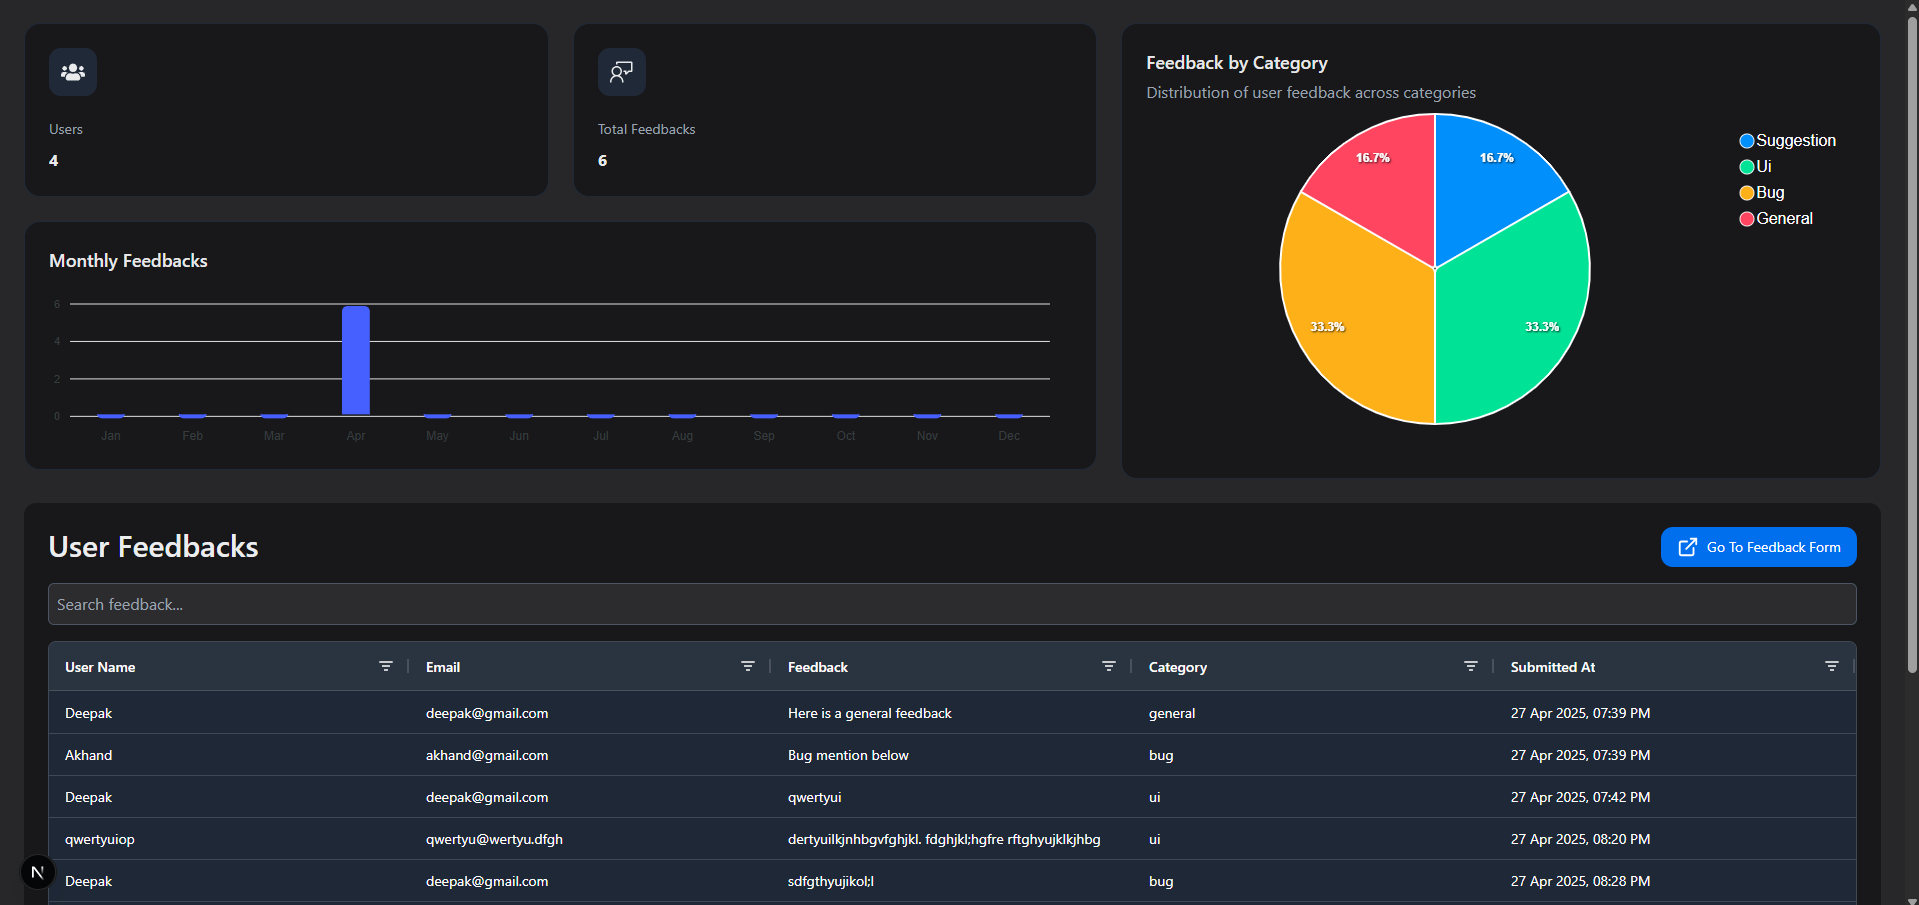 Users
4
Total Feedbacks
6
Feedback by Category
Distribution of user feedback across categories
16.7%
16.7%
33.3%
33.3%
Suggestion
Ui
Bug
General
Monthly Feedbacks
6
4
2
0
Jan Feb Mar Apr May Jun Jul Aug Sep Oct Nov Dec
User Feedbacks
Go To Feedback Form
Search feedback...
User Name Email Feedback Category Submitted At
Deepak deepak@gmail.com Here is a general feedback general 27 Apr 2025, 07:39 PM
Akhand akhand@gmail.com Bug mention below bug 27 Apr 2025, 07:39 PM
Deepak deepak@gmail.com qwertyui ui 27 Apr 2025, 07:42 PM
qwertyuiop qwertyu@wertyu.dfgh dertyuilkjnhbgvfghjkl. fdghjkl;hgfre rftghyujklkjhbg ui 27 Apr 2025, 08:20 PM
N
Deepak deepak@gmail.com sdfgthyujikol;l bug 27 Apr 2025, 08:28 PM